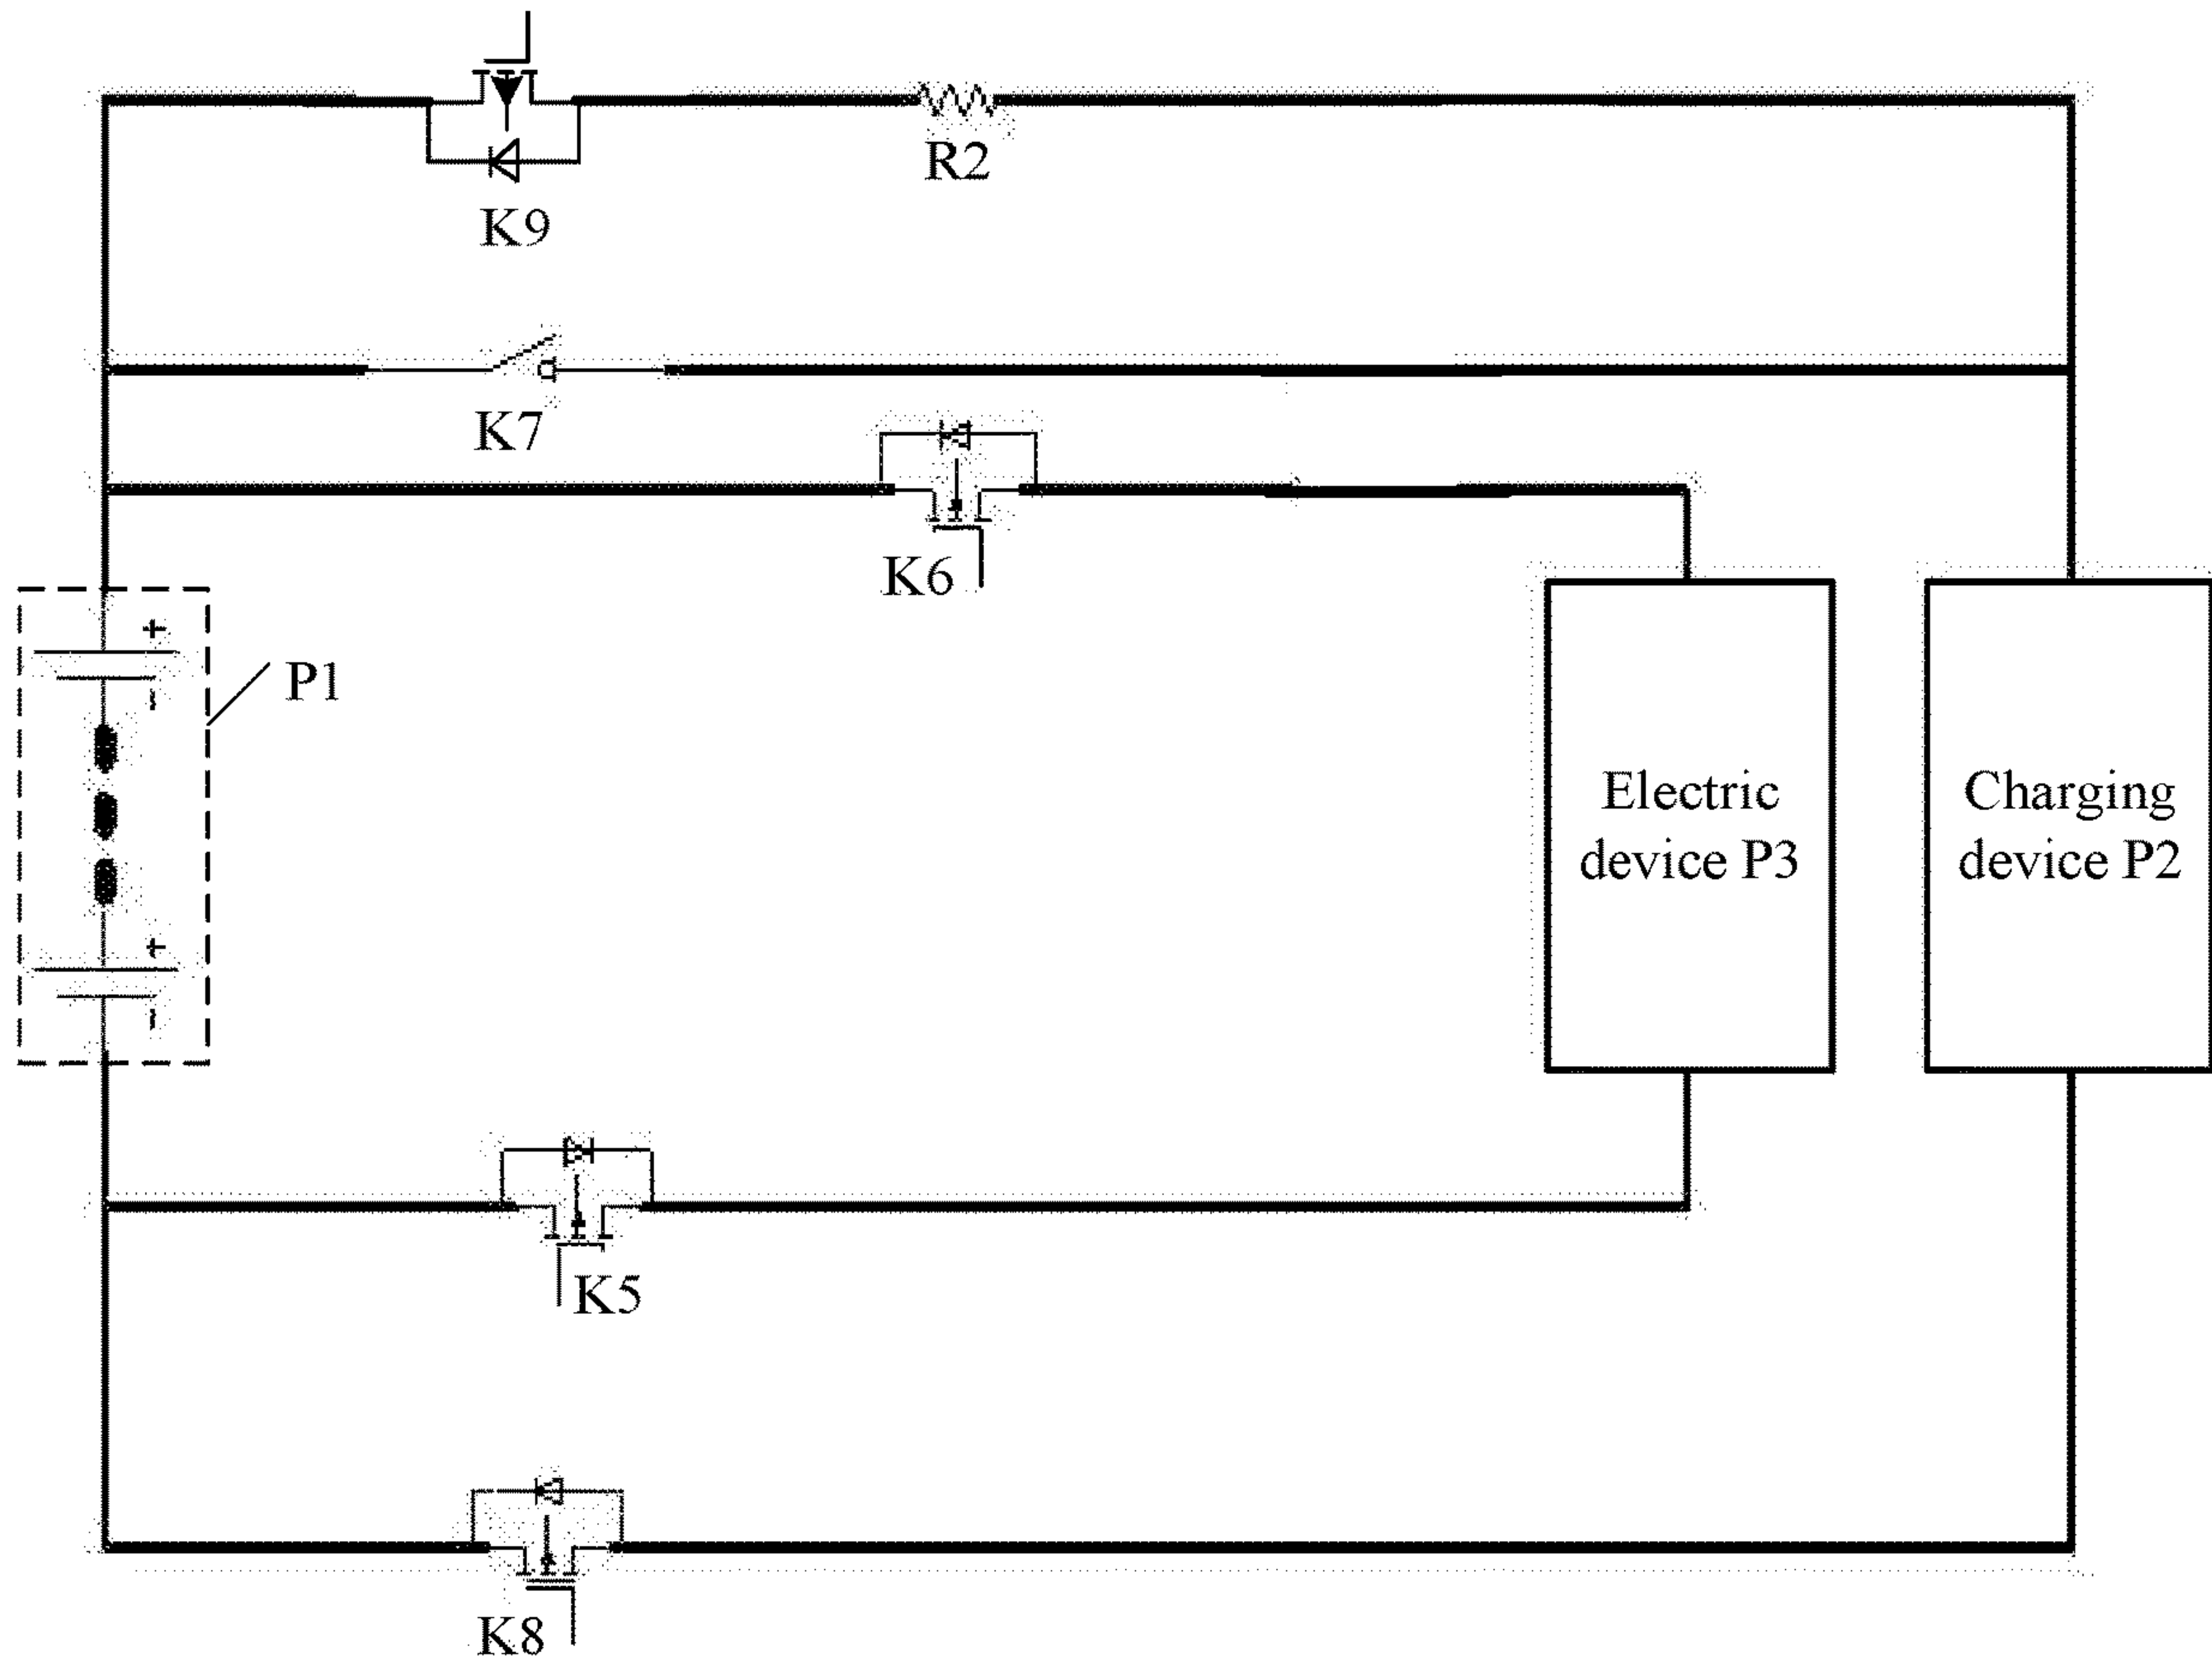 R2
K9
K7
K6
+
−
P1
Electric
device P3
Charging
device P2
+
−
K5
K8